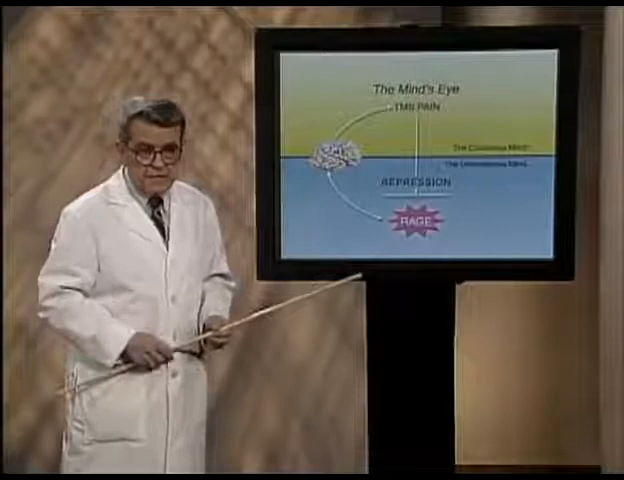 The Mind's Eye
TMS PAIN
The Conscious Mind
The Unconscious Mind
REPRESSION
RAGE